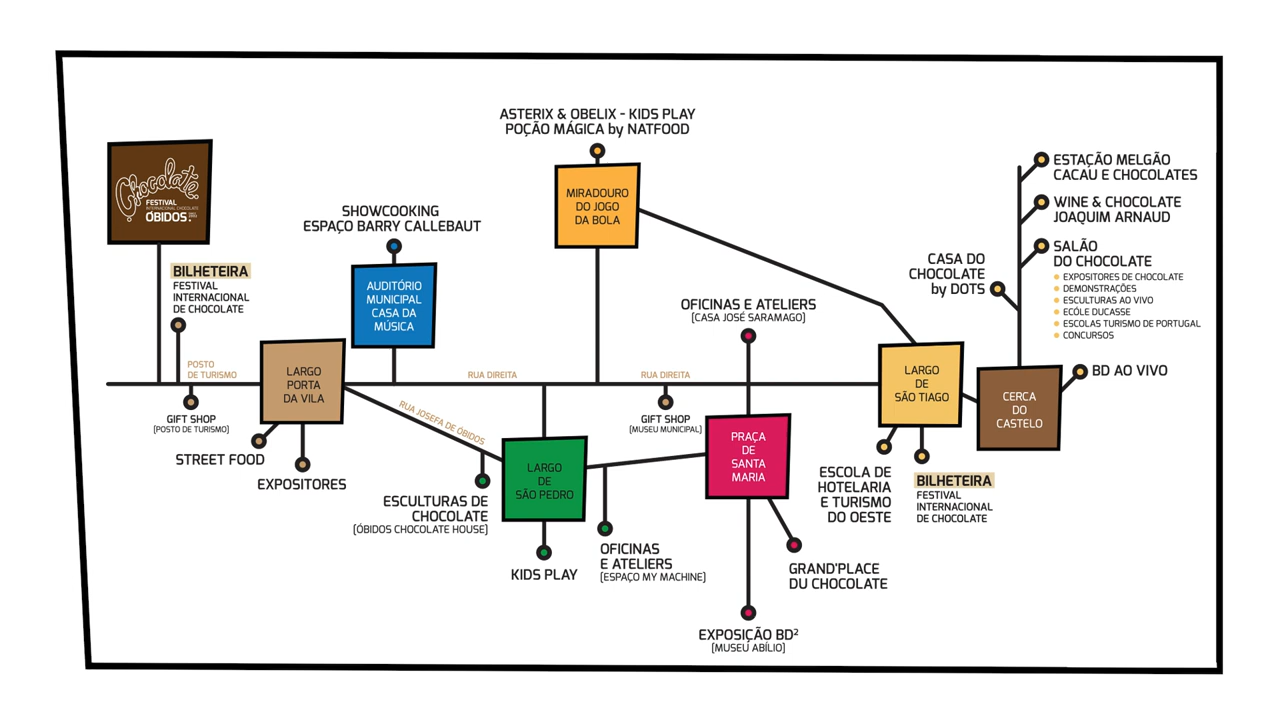 Chocolate
FESTIVAL
INTERNACIONAL CHOCOLATE
ÓBIDOS.
BILHETEIRA
FESTIVAL
INTERNACIONAL
DE CHOCOLATE
POSTO
DE TURISMO
GIFT SHOP
[POSTO DE TURISMO]
LARGO
PORTA
DA VILA
STREET FOOD
EXPOSITORES
SHOWCOOKING
ESPAÇO BARRY CALLEBAUT
AUDITÓRIO
MUNICIPAL
CASA DA
MÚSICA
RUA DIREITA
RUA JOSEFA DE ÓBIDOS
ESCULTURAS DE
CHOCOLATE
[ÓBIDOS CHOCOLATE HOUSE]
ASTERIX & OBELIX - KIDS PLAY
POÇÃO MÁGICA by NATFOOD
MIRADOURO
DO JOGO
DA BOLA
LARGO
DE
SÃO PEDRO
KIDS PLAY
OFICINAS
E ATELIERS
[ESPAÇO MY MACHINE]
RUA DIREITA
GIFT SHOP
[MUSEU MUNICIPAL]
OFICINAS E ATELIERS
[CASA JOSÉ SARAMAGO]
PRAÇA
DE
SANTA
MARIA
GRAND'PLACE
DU CHOCOLATE
EXPOSIÇÃO BD²
[MUSEU ABÍLIO]
LARGO
DE
SÃO TIAGO
ESCOLA DE
HOTELARIA
E TURISMO
DO OESTE
BILHETEIRA
FESTIVAL
INTERNACIONAL
DE CHOCOLATE
CERCA
DO
CASTELO
BD AO VIVO
CASA DO
CHOCOLATE
by DOTS
ESTAÇÃO MELGÃO
CACAU E CHOCOLATES
WINE & CHOCOLATE
JOAQUIM ARNAUD
SALÃO
DO CHOCOLATE
EXPOSITORES DE CHOCOLATE
DEMONSTRAÇÕES
ESCULTURAS AO VIVO
ECÓLE DUCASSE
ESCOLAS TURISMO DE PORTUGAL
CONCURSOS